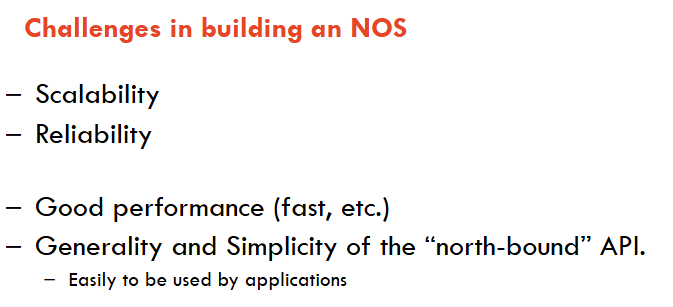 Challenges in building an NOS
– Scalability
– Reliability
– Good performance (fast, etc.)
– Generality and Simplicity of the “north-bound” API.
– Easily to be used by applications